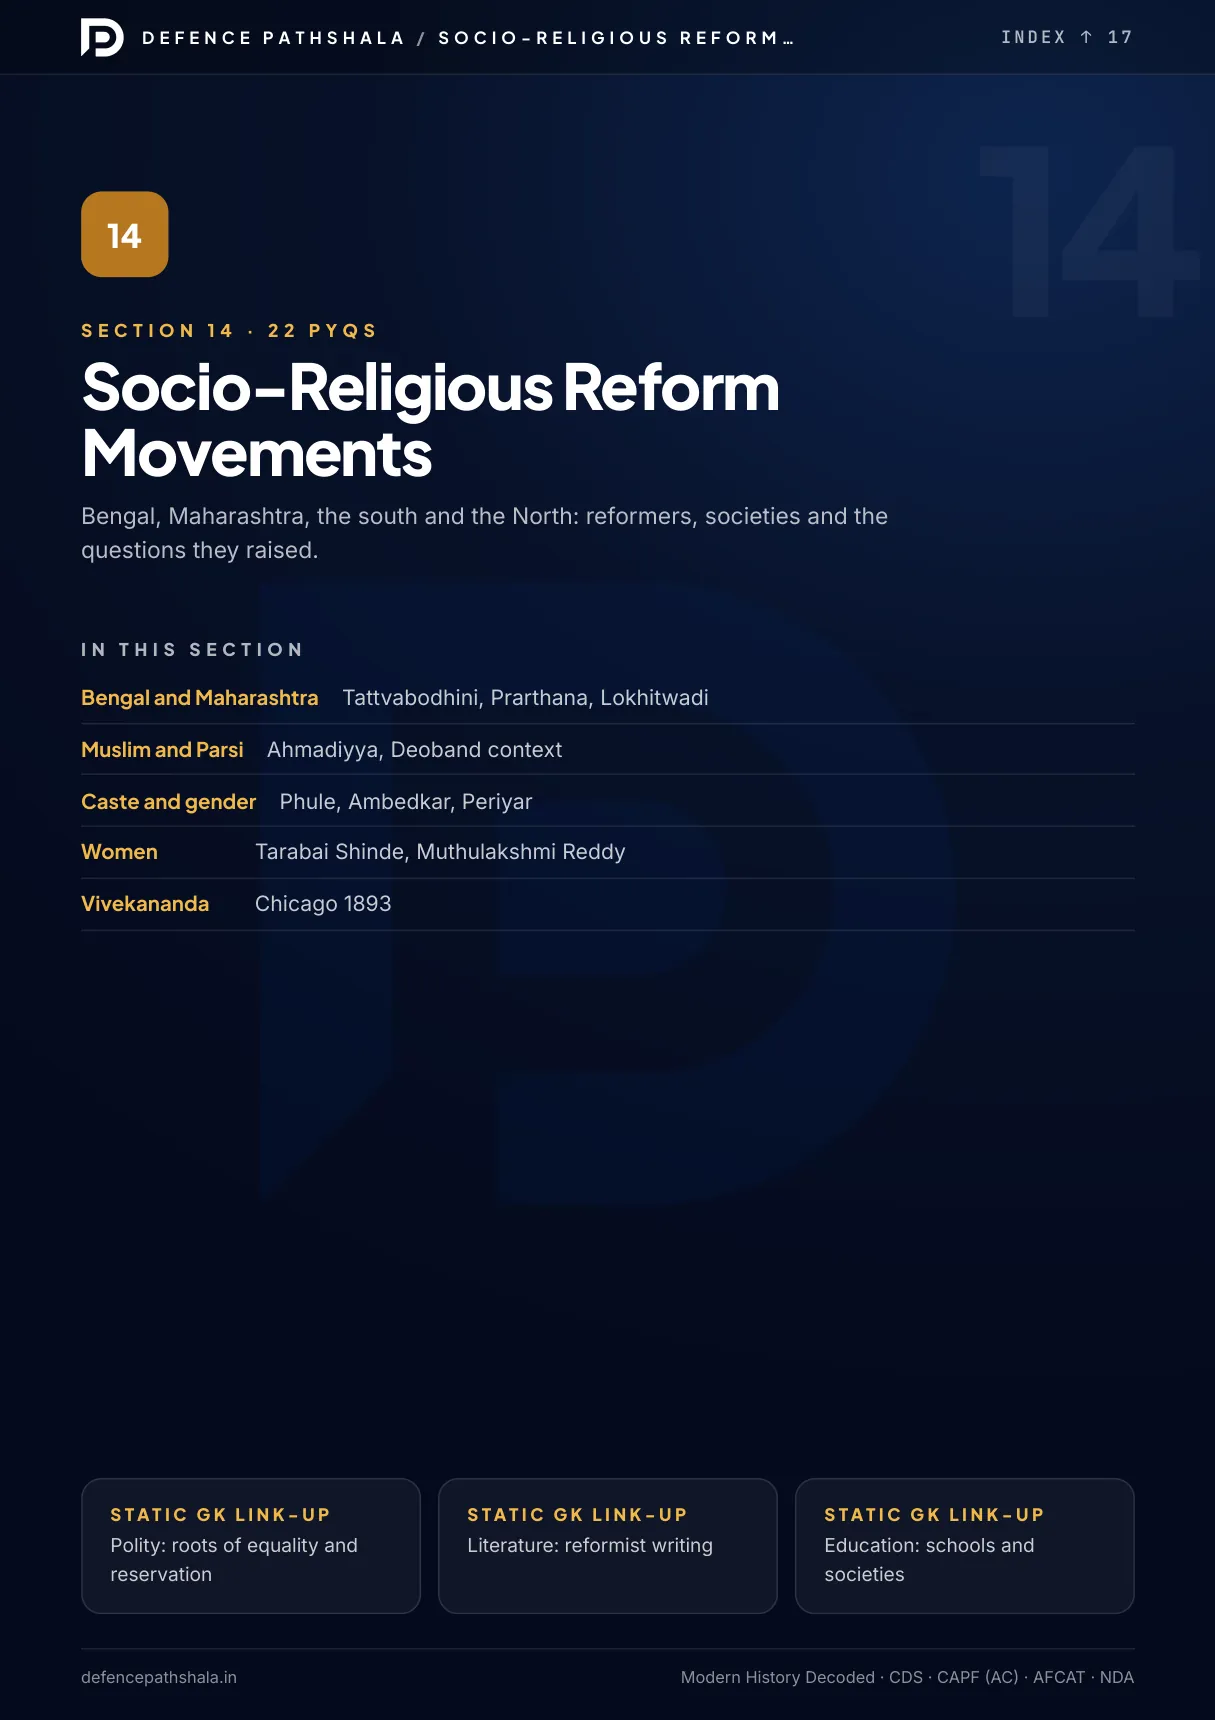 DEFENCE PATHSHALA / SOCIO-RELIGIOUS REFORM…
INDEX ↑ 17
14
14
SECTION 14 · 22 PYQS
Socio-Religious Reform
Movements
Bengal, Maharashtra, the south and the North: reformers, societies and the
questions they raised.
IN THIS SECTION
Bengal and Maharashtra Tattvabodhini, Prarthana, Lokhitwadi
Muslim and Parsi Ahmadiyya, Deoband context
Caste and gender Phule, Ambedkar, Periyar
Women Tarabai Shinde, Muthulakshmi Reddy
Vivekananda Chicago 1893
STATIC GK LINK-UP
Polity: roots of equality and
reservation
STATIC GK LINK-UP
Literature: reformist writing
STATIC GK LINK-UP
Education: schools and
societies
defencepathshala.in
Modern History Decoded · CDS · CAPF (AC) · AFCAT · NDA